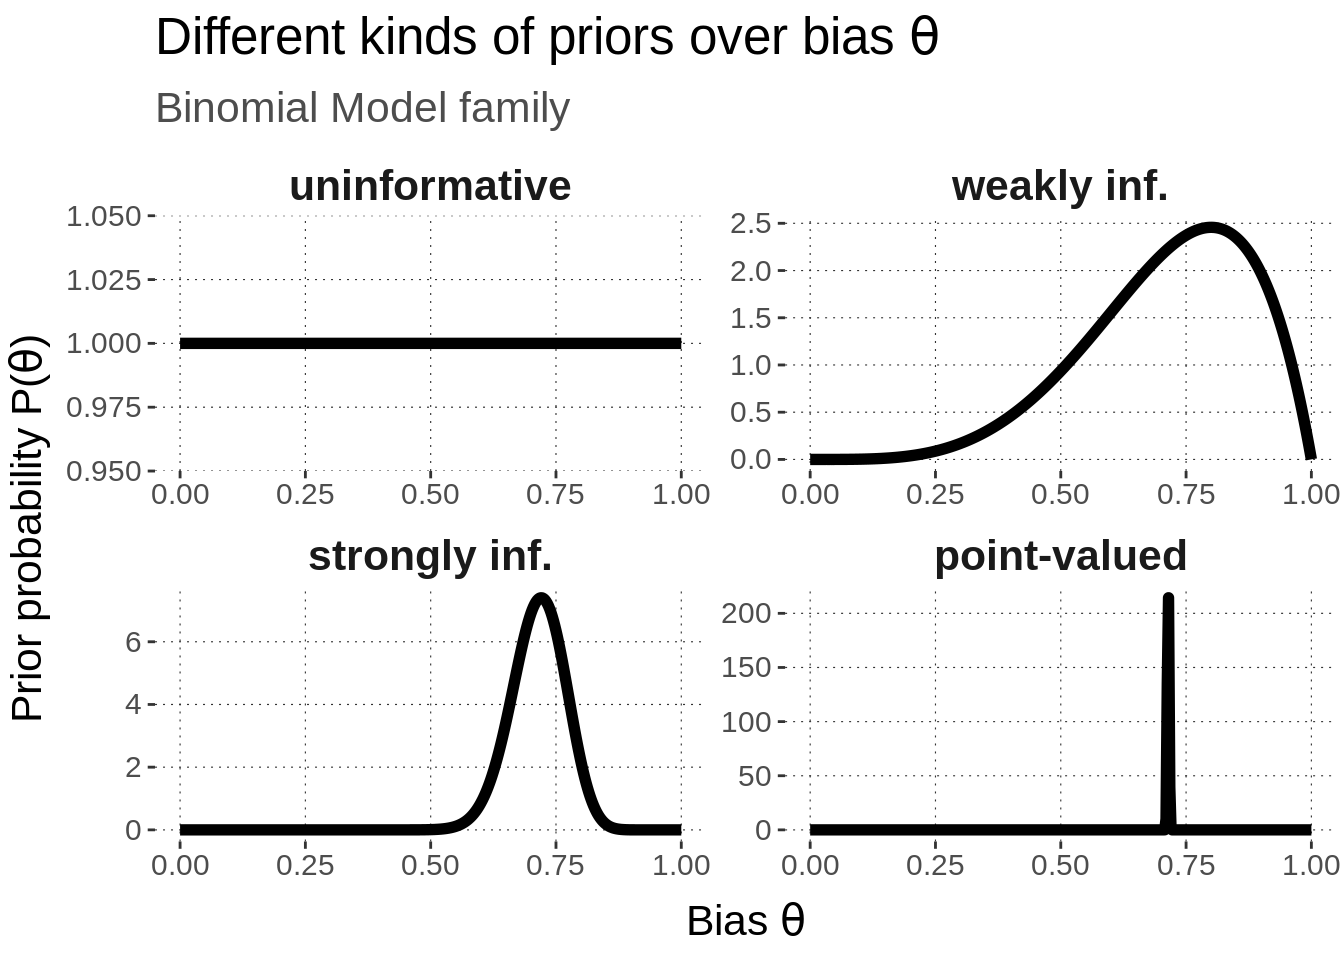 Different kinds of priors over bias θ
Binomial Model family
uninformative
1.050
1.025
1.000
0.975
0.950
0.00 0.25 0.50 0.75 1.00
weakly inf.
2.5
2.0
1.5
1.0
0.5
0.0
0.00 0.25 0.50 0.75 1.00
strongly inf.
6
4
2
0
0.00 0.25 0.50 0.75 1.00
point-valued
200
150
100
50
0
0.00 0.25 0.50 0.75 1.00
Prior probability P(θ)
Bias θ